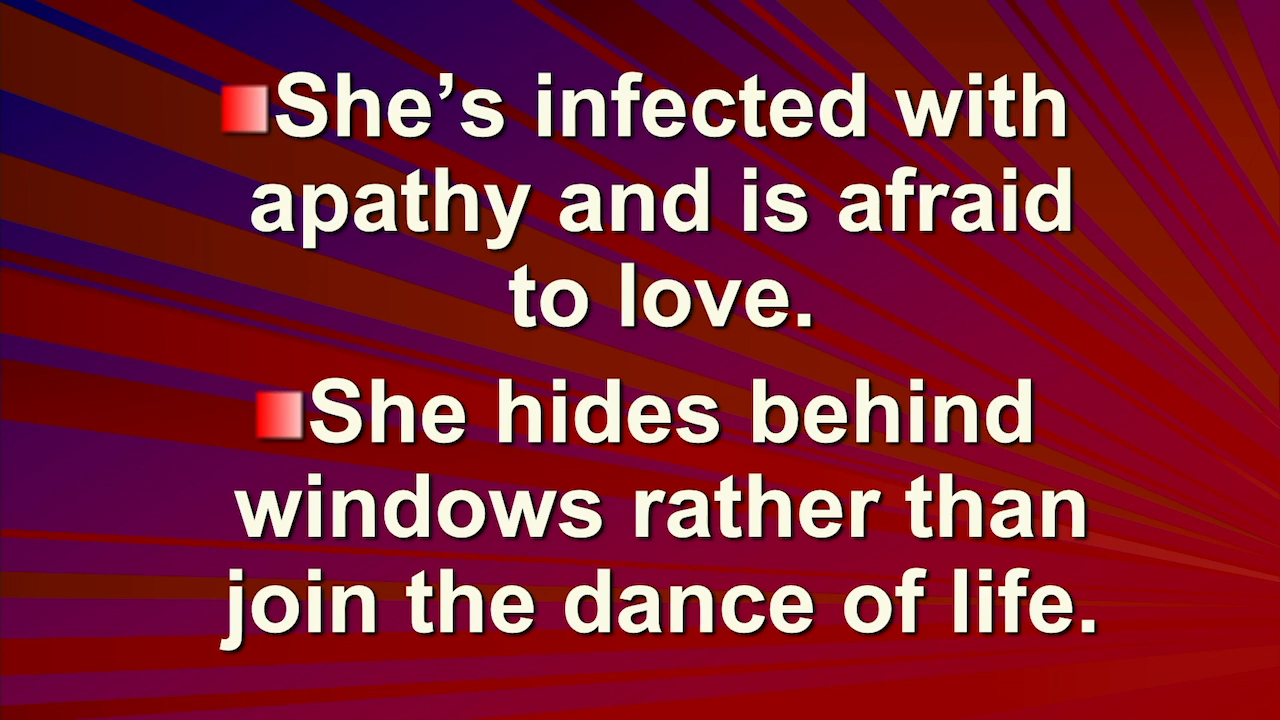 She’s infected with
apathy and is afraid
to love.
She hides behind
windows rather than
join the dance of life.